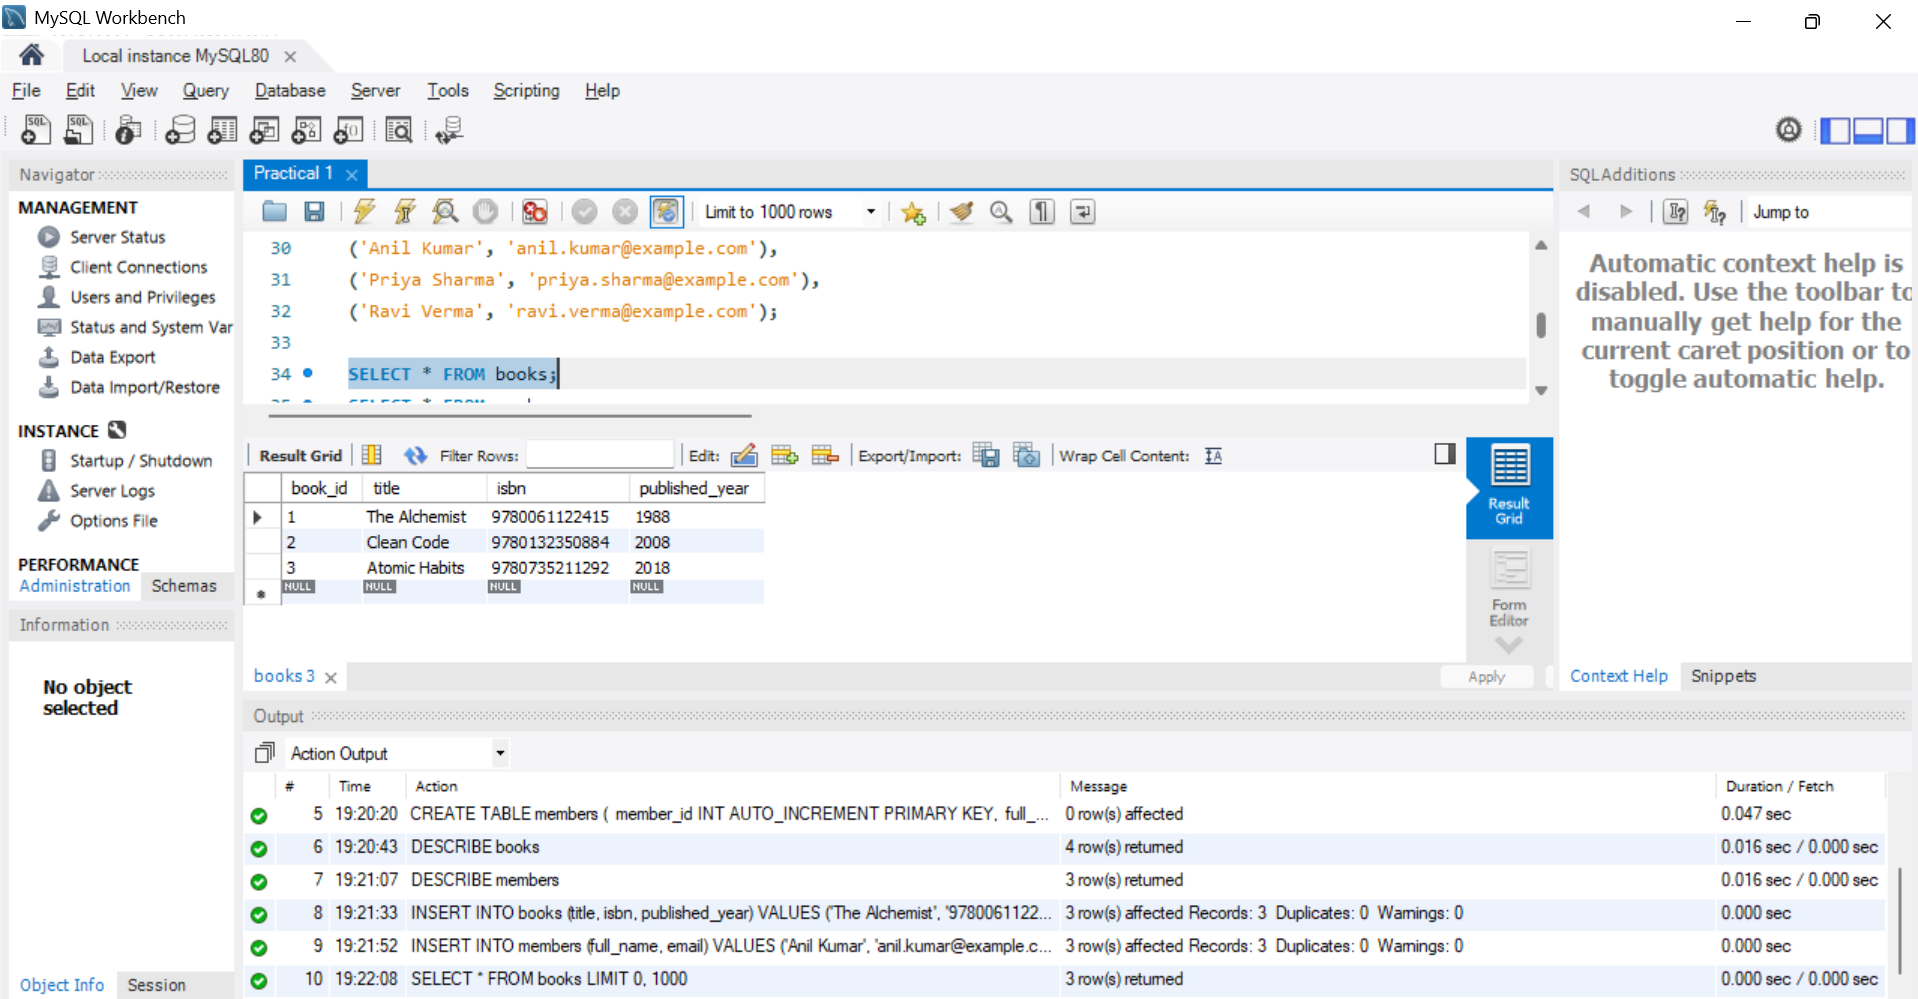 MySQL Workbench
Local instance MySQL80
File Edit View Query Database Server Tools Scripting Help
Navigator
MANAGEMENT
Server Status
Client Connections
Users and Privileges
Status and System Var
Data Export
Data Import/Restore
INSTANCE
Startup / Shutdown
Server Logs
Options File
PERFORMANCE
Administration Schemas
Information
No object
selected
Object Info Session
Practical 1
Limit to 1000 rows
30 ('Anil Kumar', 'anil.kumar@example.com'),
31 ('Priya Sharma', 'priya.sharma@example.com'),
32 ('Ravi Verma', 'ravi.verma@example.com');
33
34 SELECT * FROM books;
Result Grid Filter Rows: Edit: Export/Import: Wrap Cell Content:
book_id title isbn published_year
1 The Alchemist 9780061122415 1988
2 Clean Code 9780132350884 2008
3 Atomic Habits 9780735211292 2018
NULL NULL NULL NULL
Result
Grid
Form
Editor
books 3
Apply
SQLAdditions
Jump to
Automatic context help is
disabled. Use the toolbar to
manually get help for the
current caret position or to
toggle automatic help.
Context Help Snippets
Output
Action Output
# Time Action Message Duration / Fetch
5 19:20:20 CREATE TABLE members ( member_id INT AUTO_INCREMENT PRIMARY KEY, full_... 0 row(s) affected 0.047 sec
6 19:20:43 DESCRIBE books 4 row(s) returned 0.016 sec / 0.000 sec
7 19:21:07 DESCRIBE members 3 row(s) returned 0.016 sec / 0.000 sec
8 19:21:33 INSERT INTO books (title, isbn, published_year) VALUES ('The Alchemist', '9780061122... 3 row(s) affected Records: 3 Duplicates: 0 Warnings: 0 0.000 sec
9 19:21:52 INSERT INTO members (full_name, email) VALUES ('Anil Kumar', 'anil.kumar@example.c... 3 row(s) affected Records: 3 Duplicates: 0 Warnings: 0 0.000 sec
10 19:22:08 SELECT * FROM books LIMIT 0, 1000 3 row(s) returned 0.000 sec / 0.000 sec